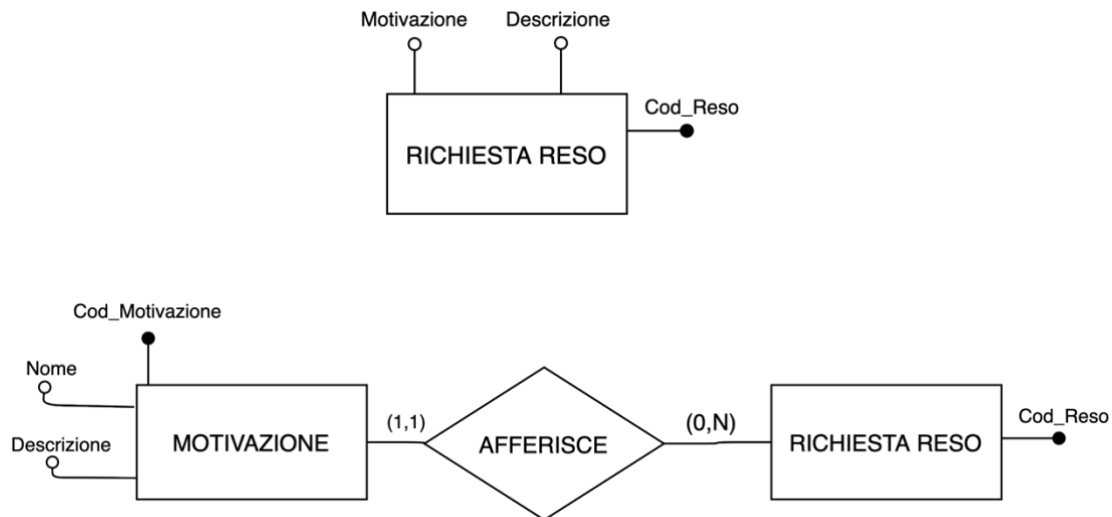 Motivazione
Descrizione
Cod_Reso
RICHIESTA RESO
Cod_Motivazione
Nome
Descrizione
MOTIVAZIONE
(1,1)
AFFERISCE
(0,N)
RICHIESTA RESO
Cod_Reso